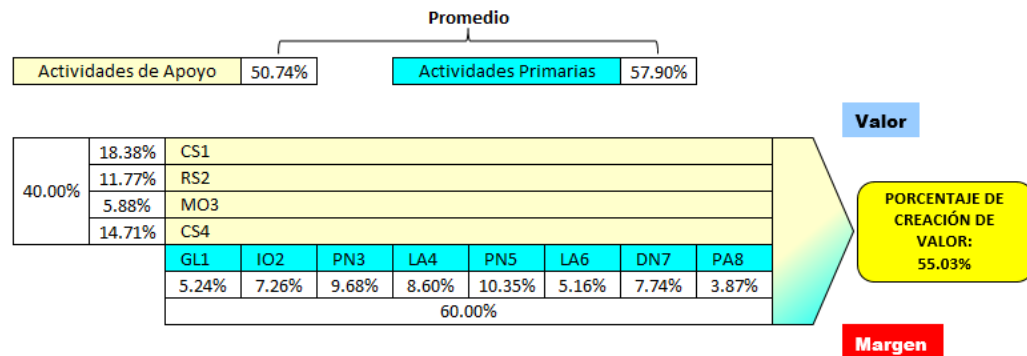 Promedio
Actividades de Apoyo 50.74% Actividades Primarias 57.90%
Valor
40.00%
18.38% CS1
11.77% RS2
5.88% MO3
14.71% CS4
GL1 IO2 PN3 LA4 PN5 LA6 DN7 PA8
5.24% 7.26% 9.68% 8.60% 10.35% 5.16% 7.74% 3.87%
60.00%
PORCENTAJE DE
CREACIÓN DE
VALOR:
55.03%
Margen